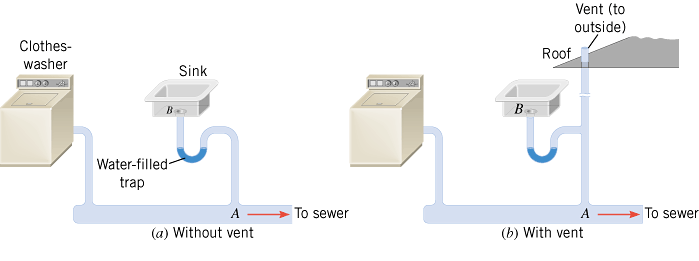 Clothes-
washer
Sink
B
Water-filled
trap
A
To sewer
(a) Without vent
Vent (to
outside)
Roof
B
A
To sewer
(b) With vent